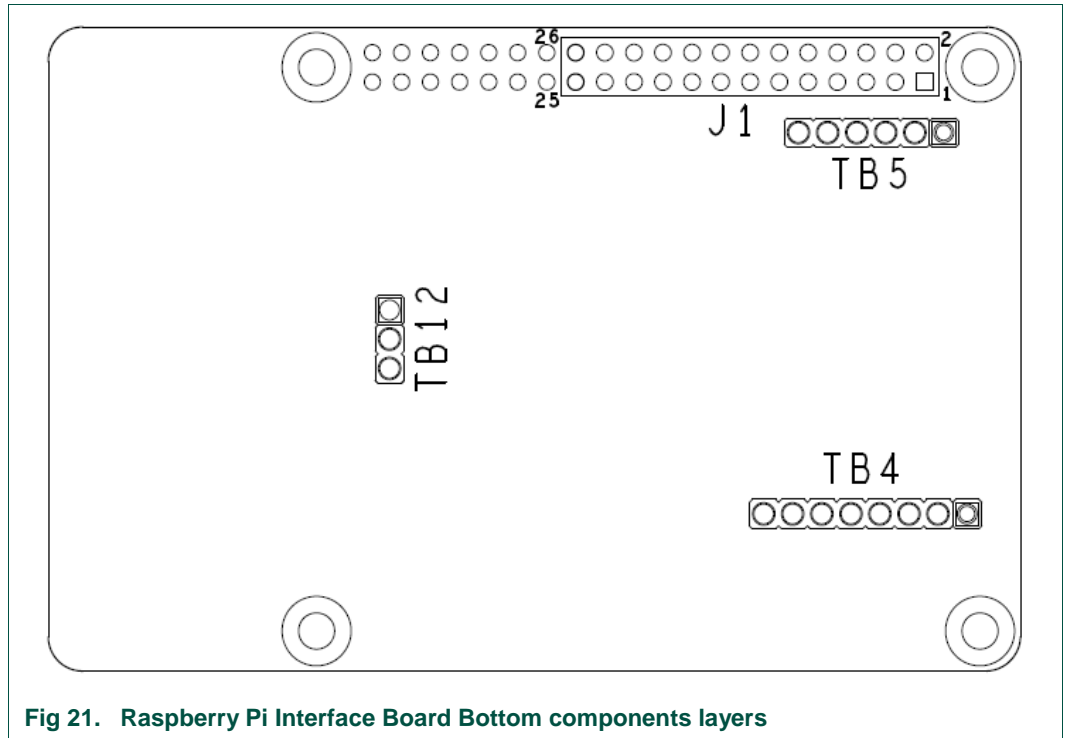 26
2
25
1
J1
TB5
TB12
TB4
Fig 21. Raspberry Pi Interface Board Bottom components layers